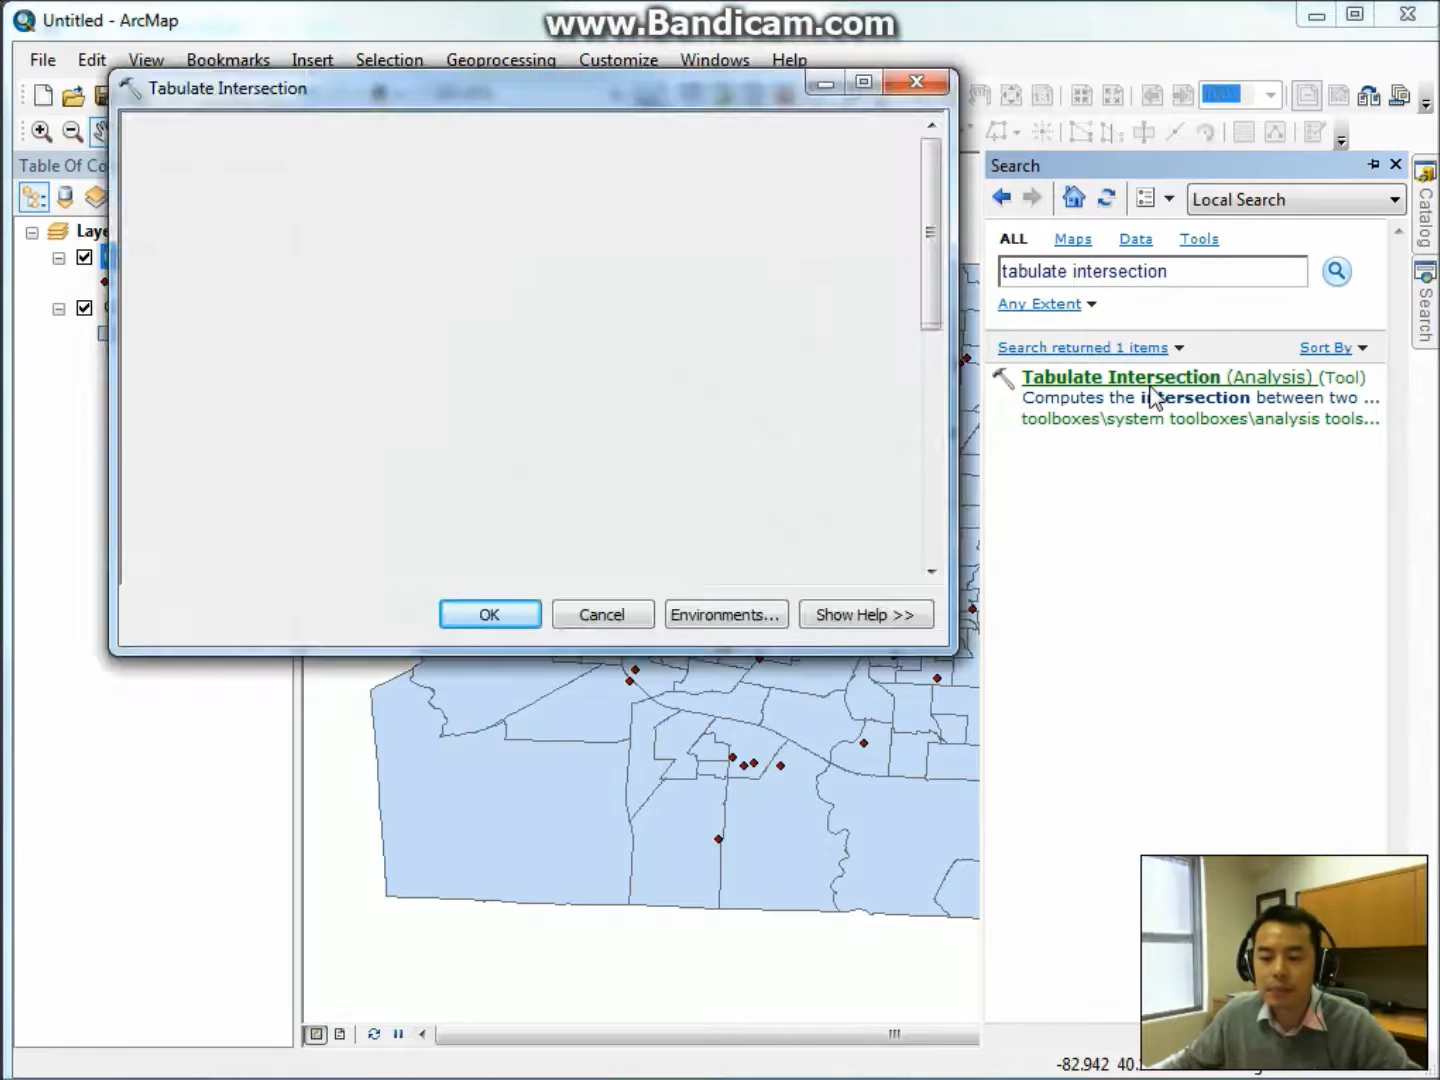 www.Bandicam.com
Untitled - ArcMap
File Edit View Bookmarks Insert Selection Geoprocessing Customize Windows Help
Tabulate Intersection
Table Of Co
Laye
OK Cancel Environments... Show Help >>
Search
Local Search
ALL Maps Data Tools
tabulate intersection
Any Extent
Search returned 1 items Sort By
Tabulate Intersection (Analysis) (Tool)
Computes the intersection between two ...
toolboxes\system toolboxes\analysis tools...
Catalog
Search
-82.942